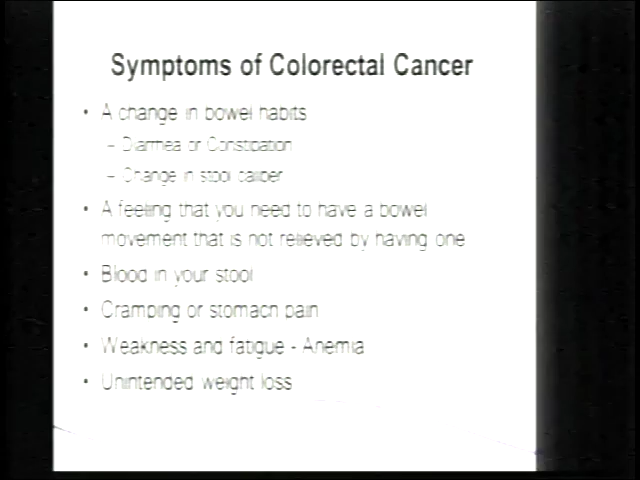 Symptoms of Colorectal Cancer
• A change in bowel habits
– Diarrhea or Constipation
– Change in stool caliber
• A feeling that you need to have a bowel
movement that is not relieved by having one
• Blood in your stool
• Cramping or stomach pain
• Weakness and fatigue - Anemia
• Unintended weight loss